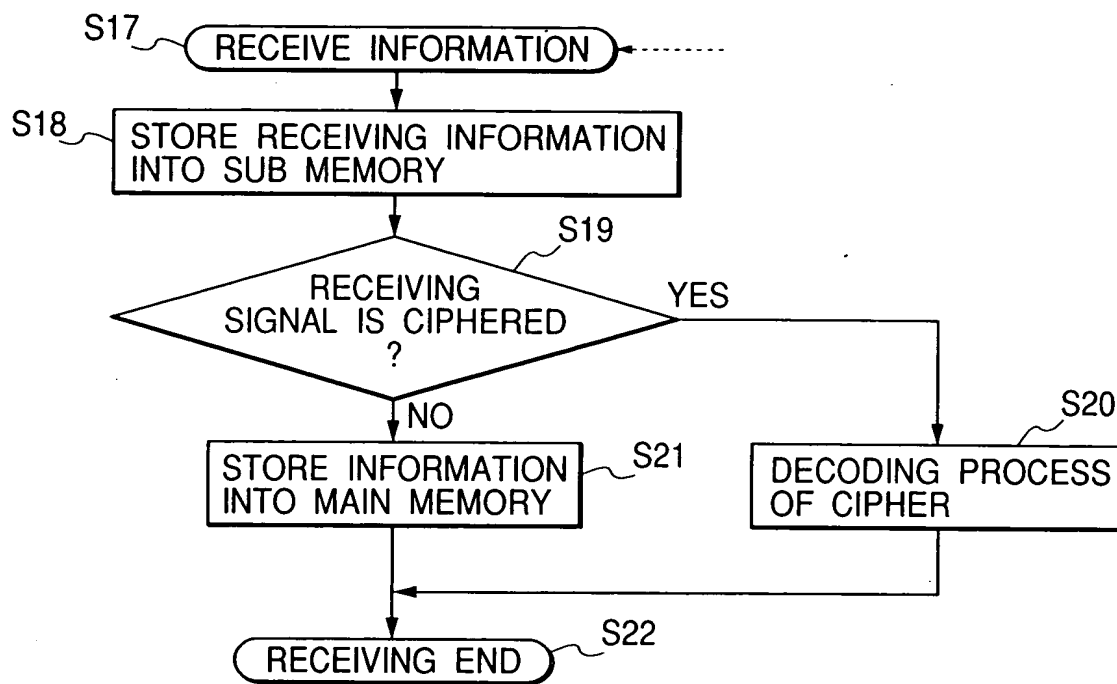 S17
RECEIVE INFORMATION
S18
STORE RECEIVING INFORMATION
INTO SUB MEMORY
S19
RECEIVING
SIGNAL IS CIPHERED
?
YES
NO
S20
S21
STORE INFORMATION
INTO MAIN MEMORY
DECODING PROCESS
OF CIPHER
S22
RECEIVING END